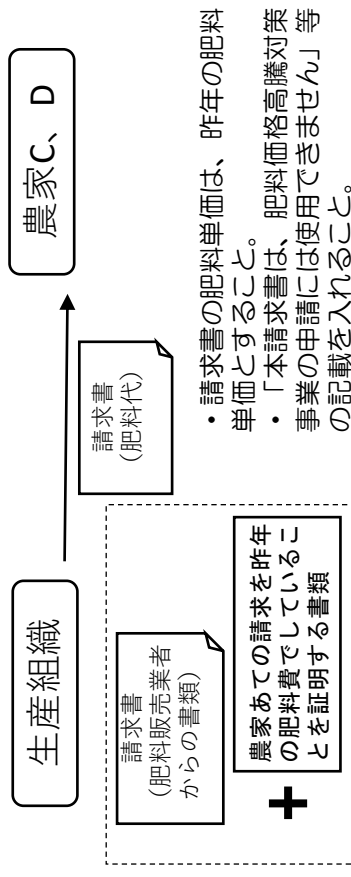 生産組織
農家C、D
請求書
(肥料代)
請求書
(肥料販売業者
からの書類)
+
農家あての請求を昨年
の肥料費でしているこ
とを証明する書類
・請求書の肥料単価は、昨年の肥料
単価とすること。
・「本請求書は、肥料価格高騰対策
事業の申請には使用できません」等
の記載を入れること。